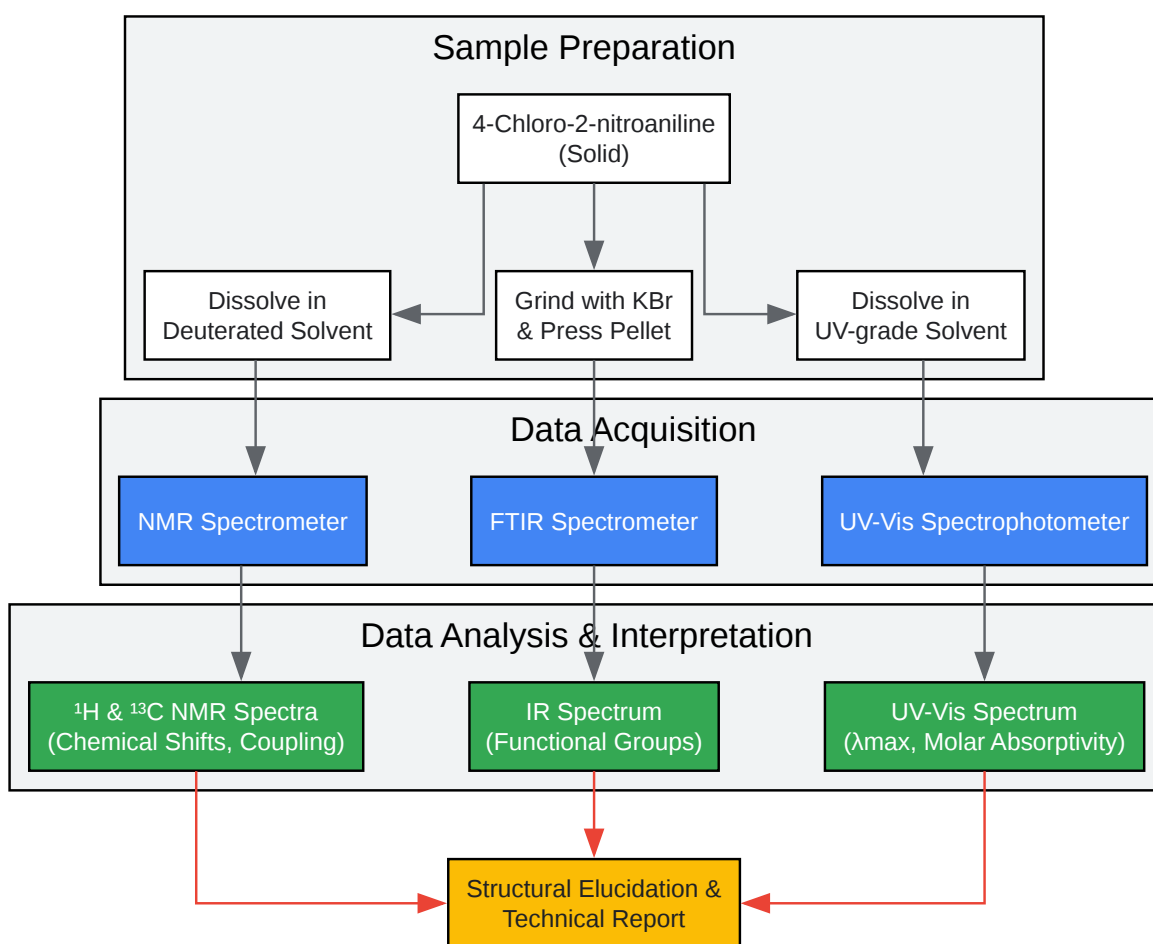 Sample Preparation
4-Chloro-2-nitroaniline
(Solid)
Dissolve in
Deuterated Solvent
Grind with KBr
& Press Pellet
Dissolve in
UV-grade Solvent
Data Acquisition
NMR Spectrometer
FTIR Spectrometer
UV-Vis Spectrophotometer
Data Analysis & Interpretation
¹H & ¹³C NMR Spectra
(Chemical Shifts, Coupling)
IR Spectrum
(Functional Groups)
UV-Vis Spectrum
(λmax, Molar Absorptivity)
Structural Elucidation &
Technical Report